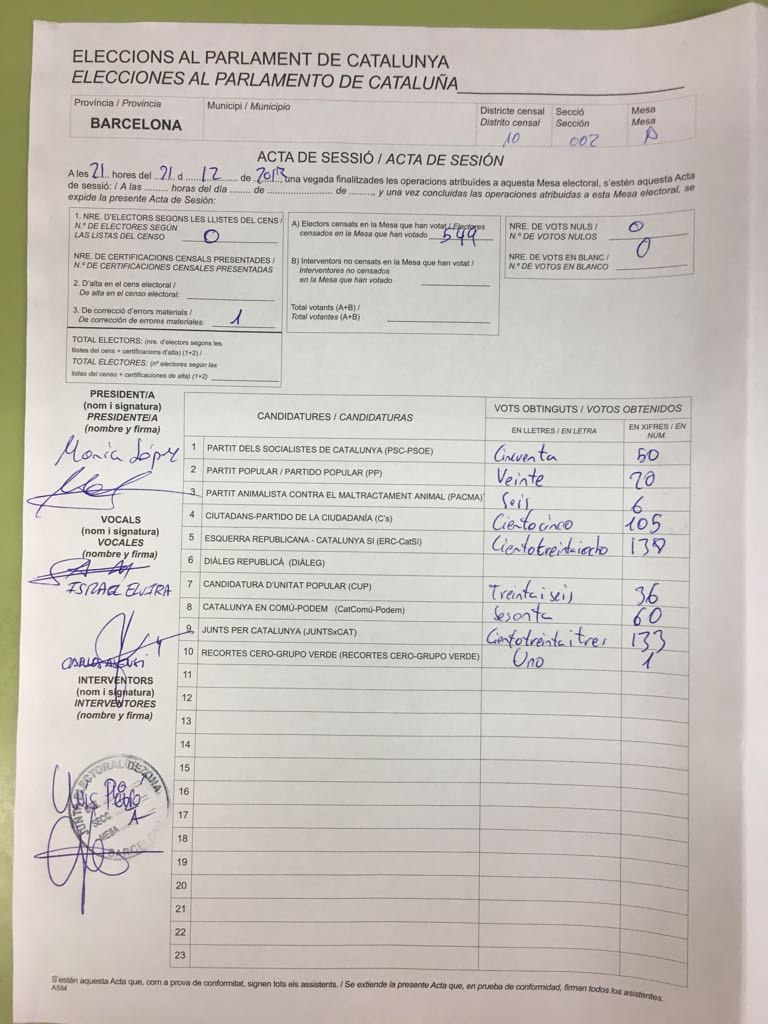 ELECCIONS AL PARLAMENT DE CATALUNYA
ELECCIONES AL PARLAMENTO DE CATALUÑA
Província / Provincia
BARCELONA
Municipi / Municipio
Districte censal
Distrito censal
10
Secció
Sección
002
Mesa
Mesa
A
ACTA DE SESSIÓ / ACTA DE SESIÓN
A les 21 hores del 21 d 12 de 2017, una vegada finalitzades les operacions atribuïdes a aquesta Mesa electoral, s'estén aquesta Acta
de sessió: / A las ......... horas del día ....... de .................... de ......, y una vez concluidas las operaciones atribuidas a esta Mesa electoral, se
expide la presente Acta de Sesión:
1. NRE. D'ELECTORS SEGONS LES LLISTES DEL CENS /
N.º DE ELECTORES SEGÚN
LAS LISTAS DEL CENSO 0
NRE. DE CERTIFICACIONS CENSALS PRESENTADES /
N.º DE CERTIFICACIONES CENSALES PRESENTADAS
2. D'alta en el cens electoral /
De alta en el censo electoral:
3. De correcció d'errors materials /
De corrección de errores materiales: 1
TOTAL ELECTORS: (nre. d'electors segons les
llistes del cens + certificacions d'alta) (1+2) /
TOTAL ELECTORES: (nº electores según las
listas del censo + certificaciones de alta) (1+2)
A) Electors censats en la Mesa que han votat / Electores
censados en la Mesa que han votado 549
B) Interventors no censats en la Mesa que han votat /
Interventores no censados
en la Mesa que han votado
Total votants (A+B) /
Total votantes (A+B)
NRE. DE VOTS NULS /
N.º DE VOTOS NULOS 0
NRE. DE VOTS EN BLANC /
N.º DE VOTOS EN BLANCO 0
PRESIDENT/A
(nom i signatura)
PRESIDENTE/A
(nombre y firma)
López
VOCALS
(nom i signatura)
VOCALES
(nombre y firma)
ISRAEL ELVIRA
INTERVENTORS
(nom i signatura)
INTERVENTORES
(nombre y firma)
JUNTA ELECTORAL DE ZONA
SECC.
MESA A
BARCELONA
CANDIDATURES / CANDIDATURAS
VOTS OBTINGUTS / VOTOS OBTENIDOS
EN LLETRES / EN LETRA
EN XIFRES / EN NÚM.
1 PARTIT DELS SOCIALISTES DE CATALUNYA (PSC-PSOE) Cincuenta 50
2 PARTIT POPULAR / PARTIDO POPULAR (PP) Veinte 20
3 PARTIT ANIMALISTA CONTRA EL MALTRACTAMENT ANIMAL (PACMA) Seis 6
4 CIUTADANS-PARTIDO DE LA CIUDADANÍA (C's) Ciento cinco 105
5 ESQUERRA REPUBLICANA - CATALUNYA SI (ERC-CatSí) Ciento treinta iocho 138
6 DIÀLEG REPUBLICÀ (DIÀLEG)
7 CANDIDATURA D'UNITAT POPULAR (CUP) Treinta i seis 36
8 CATALUNYA EN COMÚ-PODEM (CatComú-Podem) Sesenta 60
9 JUNTS PER CATALUNYA (JUNTSxCAT) Ciento treinta i tres 133
10 RECORTES CERO-GRUPO VERDE (RECORTES CERO-GRUPO VERDE) Uno 1
11
12
13
14
15
16
17
18
19
20
21
22
23
S'estén aquesta Acta que, com a prova de conformitat, signen tots els assistents. / Se extiende la presente Acta que, en prueba de conformidad, firman todos los asistentes.
ASM